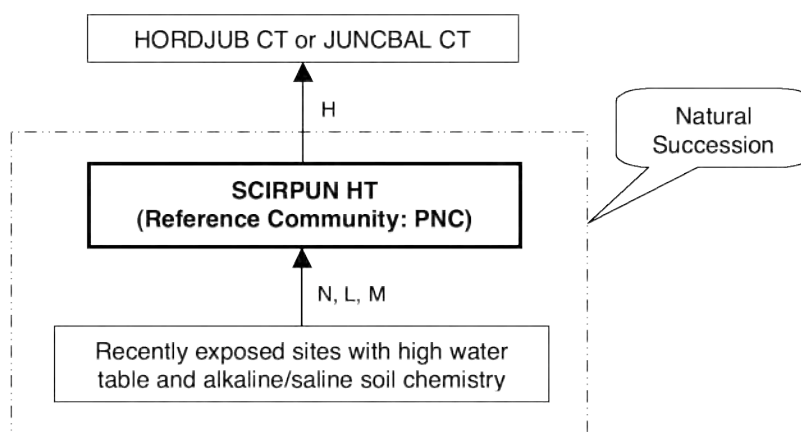 HORDJUB CT or JUNCBAL CT
H
Natural
Succession
SCIRPUN HT
(Reference Community: PNC)
N, L, M
Recently exposed sites with high water
table and alkaline/saline soil chemistry